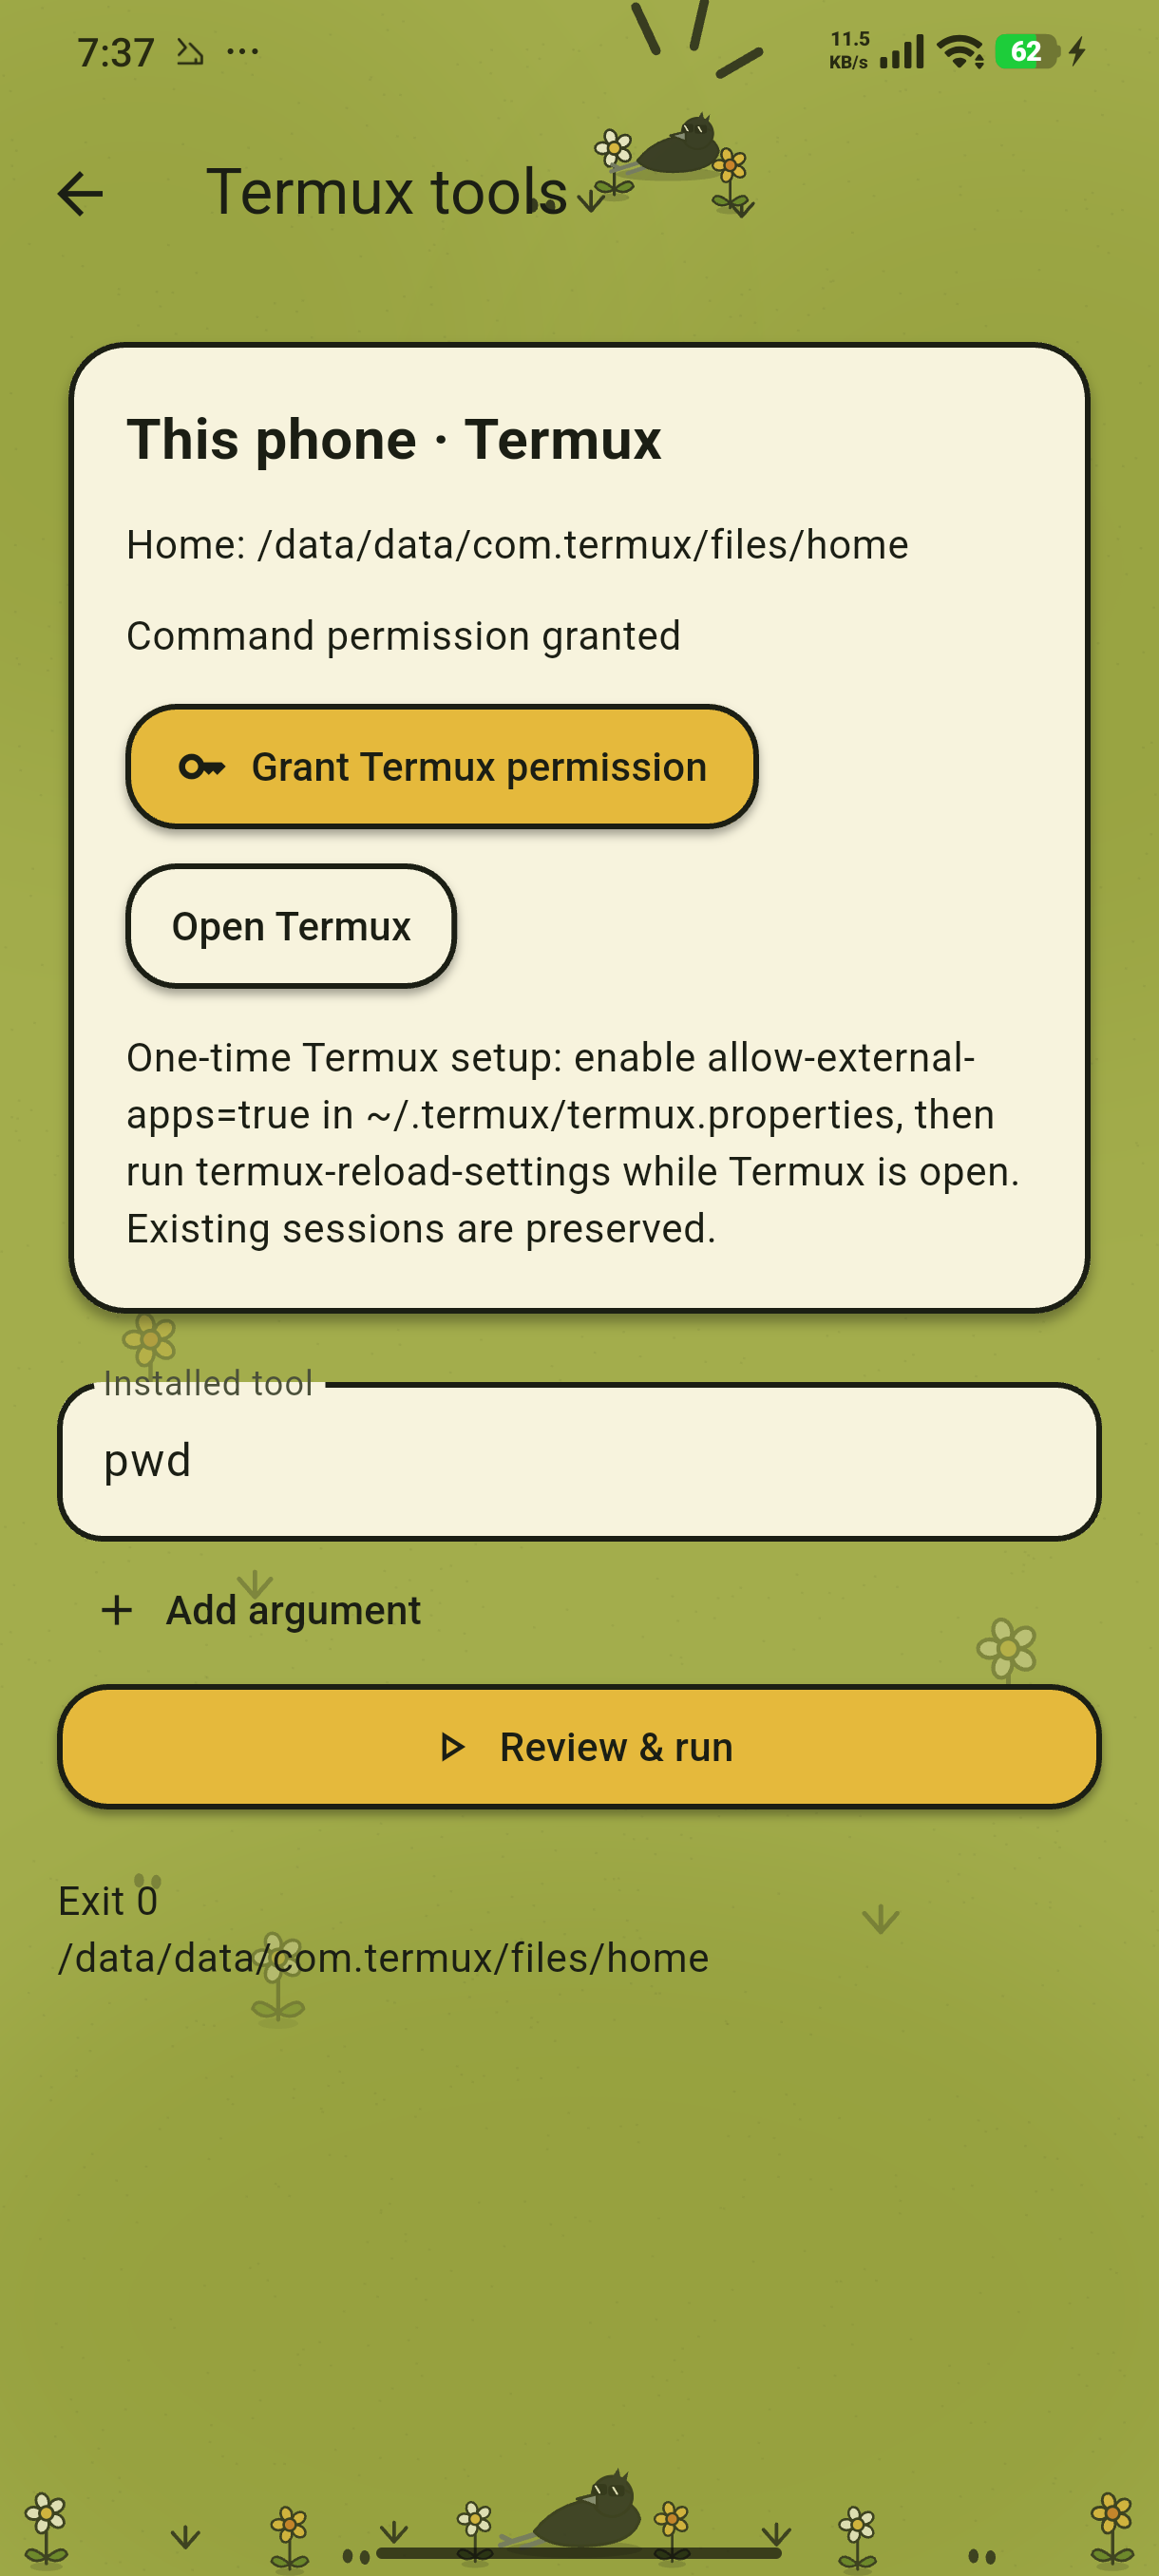 7:37
11.5
KB/s
62
Termux tools
This phone · Termux
Home: /data/data/com.termux/files/home
Command permission granted
Grant Termux permission
Open Termux
One-time Termux setup: enable allow-external-
apps=true in ~/.termux/termux.properties, then
run termux-reload-settings while Termux is open.
Existing sessions are preserved.
Installed tool
pwd
Add argument
Review & run
Exit 0
/data/data/com.termux/files/home